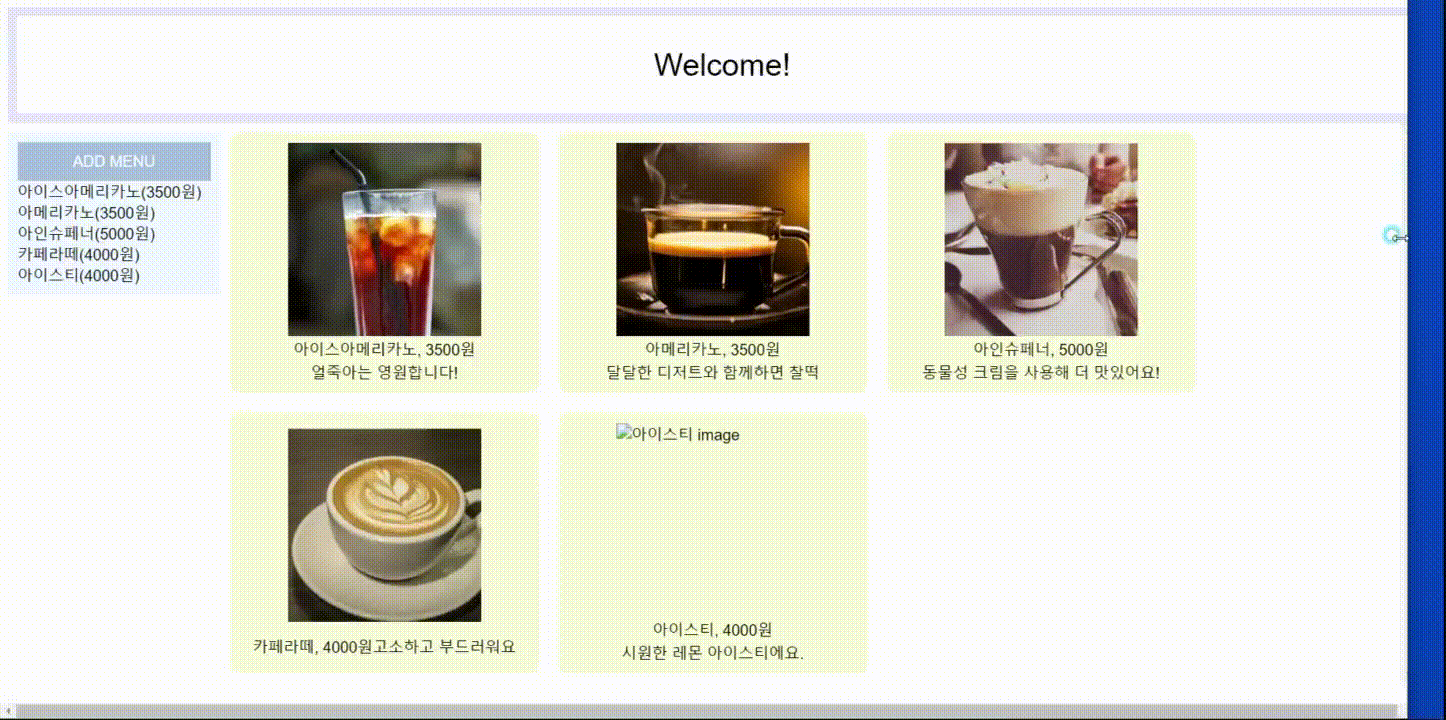 Welcome!
ADD MENU
아이스아메리카노(3500원)
아메리카노(3500원)
아인슈페너(5000원)
카페라떼(4000원)
아이스티(4000원)
아이스아메리카노, 3500원
얼죽아는 영원합니다!
아메리카노, 3500원
달달한 디저트와 함께하면 찰떡
아인슈페너, 5000원
동물성 크림을 사용해 더 맛있어요!
카페라떼, 4000원고소하고 부드러워요
아이스티 image
아이스티, 4000원
시원한 레몬 아이스티에요.